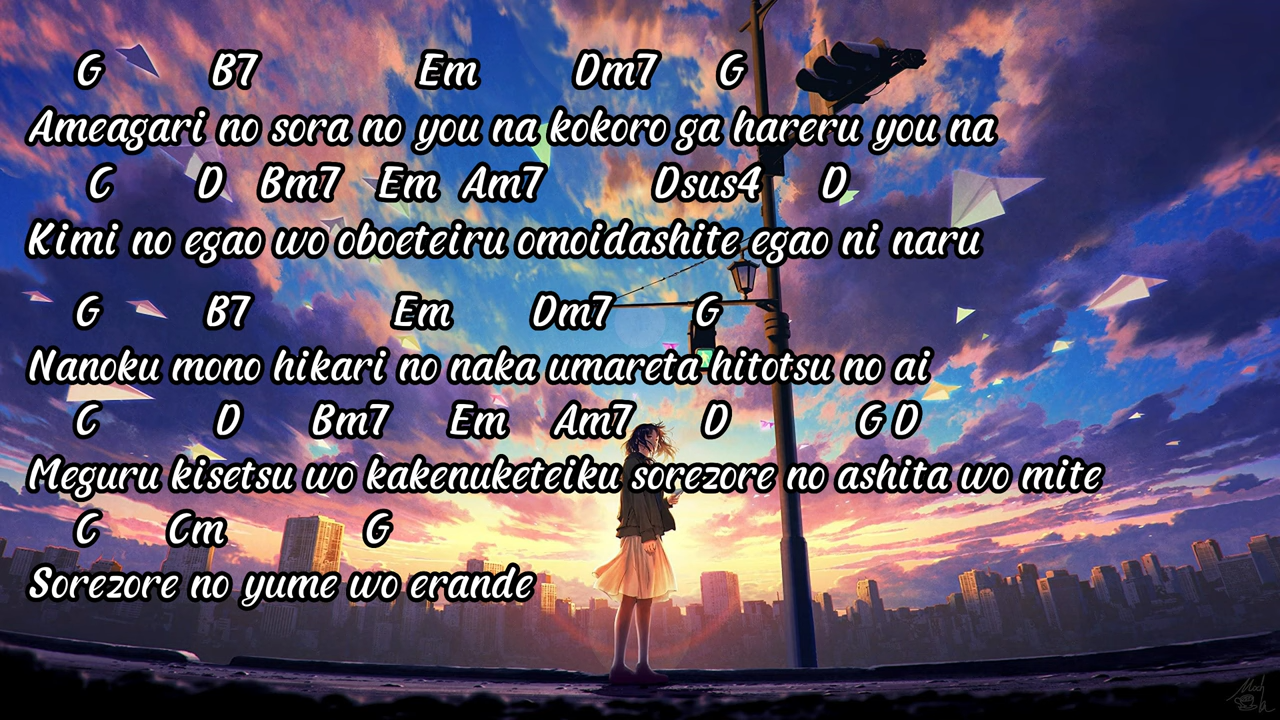 G B7 Em Dm7 G
Ameagari no sora no you na kokoro ga hareru you na
C D Bm7 Em Am7 Dsus4 D
Kimi no egao wo oboeteiru omoidashite egao ni naru
G B7 Em Dm7 G
Nanoku mono hikari no naka umareta hitotsu no ai
C D Bm7 Em Am7 D G D
Meguru kisetsu wo kakenuketeiku sorezore no ashita wo mite
C Cm G
Sorezore no yume wo erande